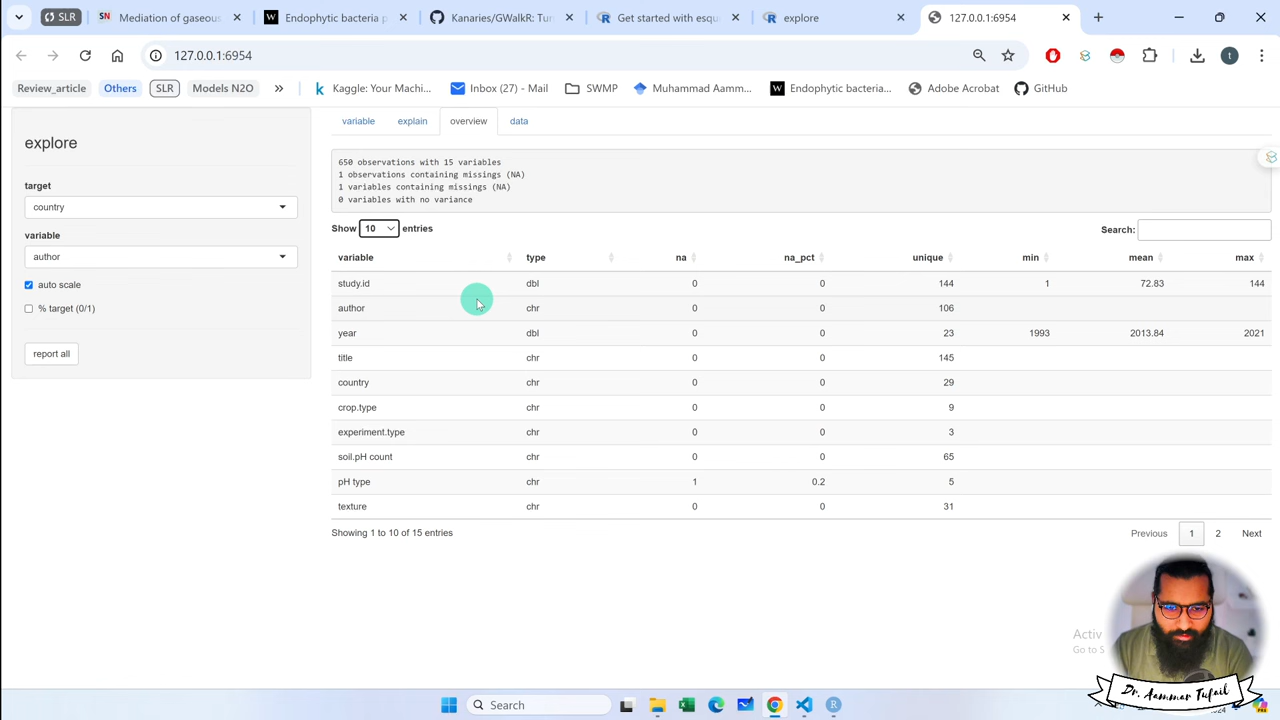 SLR
SN Mediation of gaseous
W Endophytic bacteria p
Kanaries/GWalkR: Tur
Get started with esqu
explore
127.0.0.1:6954
127.0.0.1:6954
Review_article
Others
SLR
Models N2O
»
Kaggle: Your Machi...
Inbox (27) - Mail
SWMP
Muhammad Aamm...
W Endophytic bacteria...
Adobe Acrobat
GitHub
explore
target
country
variable
author
auto scale
% target (0/1)
report all
variable explain overview data
650 observations with 15 variables
1 observations containing missings (NA)
1 variables containing missings (NA)
0 variables with no variance
Show 10 entries
Search:
variable type na na_pct unique min mean max
study.id dbl 0 0 144 1 72.83 144
author chr 0 0 106
year dbl 0 0 23 1993 2013.84 2021
title chr 0 0 145
country chr 0 0 29
crop.type chr 0 0 9
experiment.type chr 0 0 3
soil.pH count chr 0 0 65
pH type chr 1 0.2 5
texture chr 0 0 31
Showing 1 to 10 of 15 entries
Previous 1 2 Next
Activ
Go to S
Dr. Aammar Tufail
Search